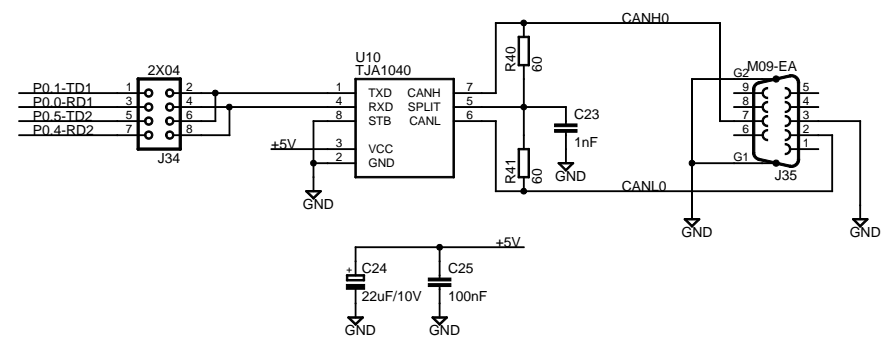 CANH0
R40
60
U10
TJA1040
2X04
P0.1-TD1 1 2
P0.0-RD1 3 4
P0.5-TD2 5 6
P0.4-RD2 7 8
J34
1 TXD CANH 7
4 RXD SPLIT 5
8 STB CANL 6
+5V 3 VCC
2 GND
GND
C23
1nF
GND
R41
60
CANL0
M09-EA
G2
9 5
8 4
7 3
6 2
1
G1
J35
GND
GND
+5V
+ C24
22uF/10V
GND
C25
100nF
GND